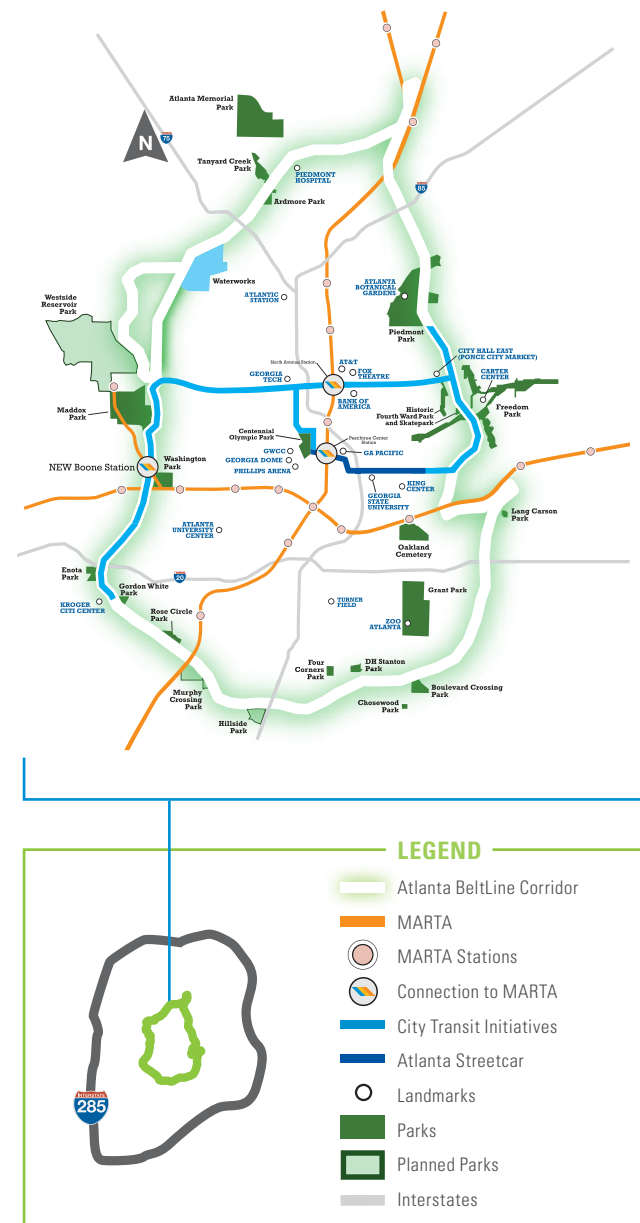 Atlanta Memorial
Park
N
75
Tanyard Creek
Park
PIEDMONT
HOSPITAL
Ardmore Park
85
Waterworks
ATLANTIC
STATION
ATLANTA
BOTANICAL
GARDENS
Westside
Reservoir
Park
Piedmont
Park
CITY HALL EAST
(PONCE CITY MARKET)
North Avenue Station
AT&T
FOX
THEATRE
CARTER
CENTER
GEORGIA
TECH
BANK OF
AMERICA
Maddox
Park
Historic
Fourth Ward Park
and Skatepark
Freedom
Park
Centennial
Olympic Park
Peachtree Center
Station
GWCC
GA PACIFIC
GEORGIA DOME
PHILLIPS ARENA
NEW Boone Station
Washington
Park
KING
CENTER
GEORGIA
STATE
UNIVERSITY
ATLANTA
UNIVERSITY
CENTER
Lang Carson
Park
Oakland
Cemetery
Enota
Park
20
Gordon White
Park
KROGER
CITI CENTER
Rose Circle
Park
TURNER
FIELD
Grant Park
ZOO
ATLANTA
Four
Corners
Park
DH Stanton
Park
Murphy
Crossing
Park
Boulevard Crossing
Park
Chosewood
Park
Hillside
Park
LEGEND
Atlanta BeltLine Corridor
MARTA
MARTA Stations
Connection to MARTA
City Transit Initiatives
Atlanta Streetcar
Landmarks
Parks
Planned Parks
Interstates
INTERSTATE
285